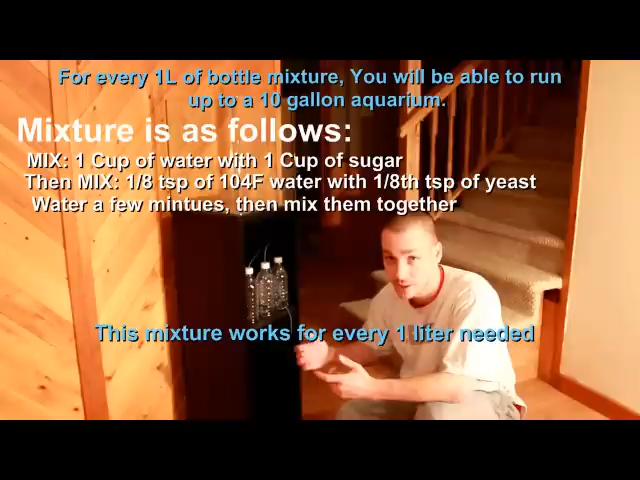 For every 1L of bottle mixture, You will be able to run
up to a 10 gallon aquarium.
Mixture is as follows:
MIX: 1 Cup of water with 1 Cup of sugar
Then MIX: 1/8 tsp of 104F water with 1/8th tsp of yeast
Water a few mintues, then mix them together
This mixture works for every 1 liter needed